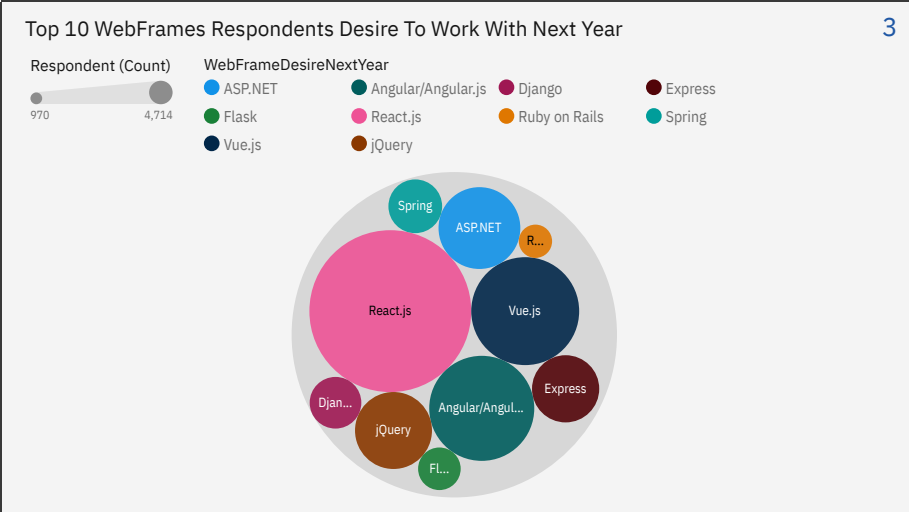 Top 10 WebFrames Respondents Desire To Work With Next Year
3
Respondent (Count)
970
4,714
WebFrameDesireNextYear
ASP.NET
Angular/Angular.js
Django
Express
Flask
React.js
Ruby on Rails
Spring
Vue.js
jQuery
Spring
ASP.NET
R...
React.js
Vue.js
Express
Djan...
Angular/Angul...
jQuery
Fl...